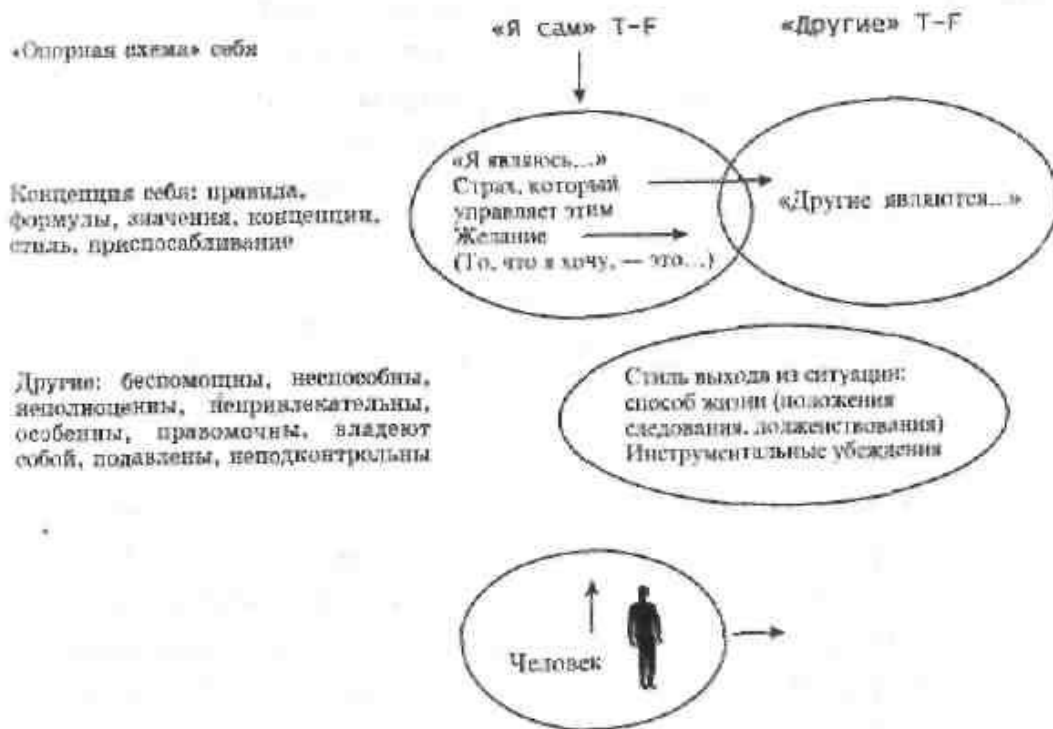 «Я сам» T-F
«Другие» T-F
«Опорная схема» себя
Концепция себя: правила,
формулы, значения, концепции,
стиль, приспосабливание
«Я являюсь...»
Страх, который
управляет этим
Желание
(То, что я хочу, — это...)
«Другие являются...»
Другие: беспомощны, неспособны,
неполноценны, непривлекательны,
особенны, правомочны, владеют
собой, подавлены, неподконтрольны
Стиль выхода из ситуации:
способ жизни (положения
следования, долженствования)
Инструментальные убеждения
Человек